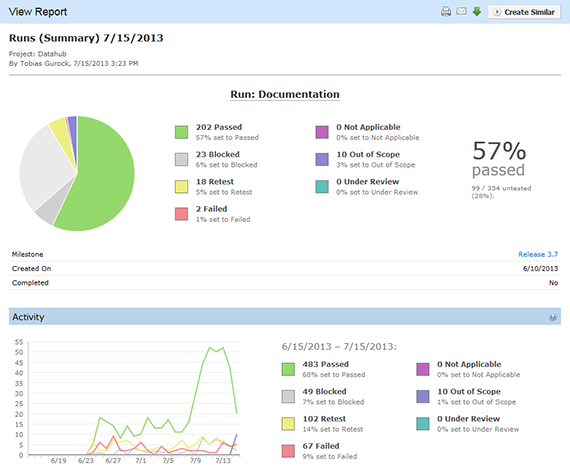 View Report
Create Similar
Runs (Summary) 7/15/2013
Project: Datahub
By Tobias Gurock, 7/15/2013 3:23 PM
Run: Documentation
202 Passed
57% set to Passed
23 Blocked
6% set to Blocked
18 Retest
5% set to Retest
2 Failed
1% set to Failed
0 Not Applicable
0% set to Not Applicable
10 Out of Scope
3% set to Out of Scope
0 Under Review
0% set to Under Review
57%
passed
99 / 354 untested
(28%).
Milestone Release 3.7
Created On 6/10/2013
Completed No
Activity
55
50
45
40
35
30
25
20
15
10
5
0
6/19 6/23 6/27 7/1 7/5 7/9 7/13
6/15/2013 – 7/15/2013:
483 Passed
68% set to Passed
49 Blocked
7% set to Blocked
102 Retest
14% set to Retest
67 Failed
9% set to Failed
0 Not Applicable
0% set to Not Applicable
10 Out of Scope
1% set to Out of Scope
0 Under Review
0% set to Under Review